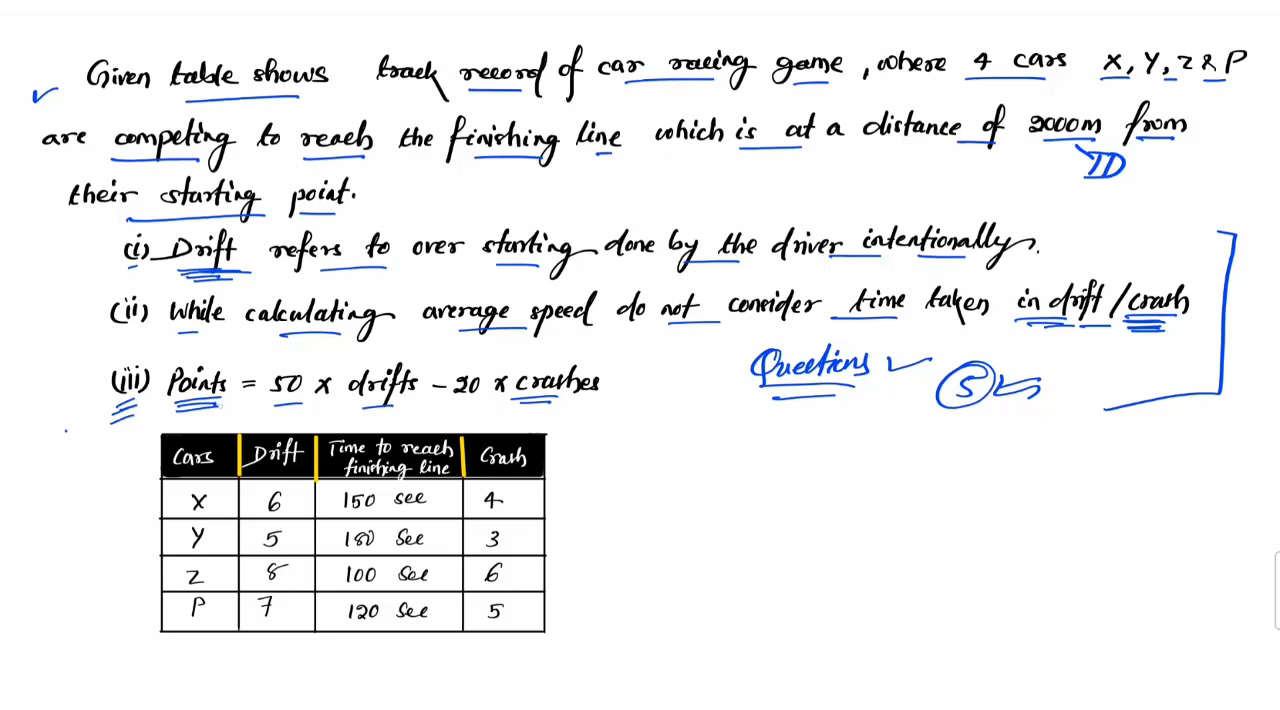 Given table shows track record of car racing game, where 4 cars X, Y, Z & P
are competing to reach the finishing line which is at a distance of 2000m from
TD
their starting point.
(i) Drift refers to over starting done by the driver intentionally.
(ii) While calculating average speed do not consider time taken in drift/crash
(iii) Points = 50 x drifts - 20 x crashes
Questions
5
Cars Drift Time to reach finishing line Crash
X 6 150 sec 4
Y 5 180 Sec 3
Z 8 100 Sec 6
P 7 120 Sec 5